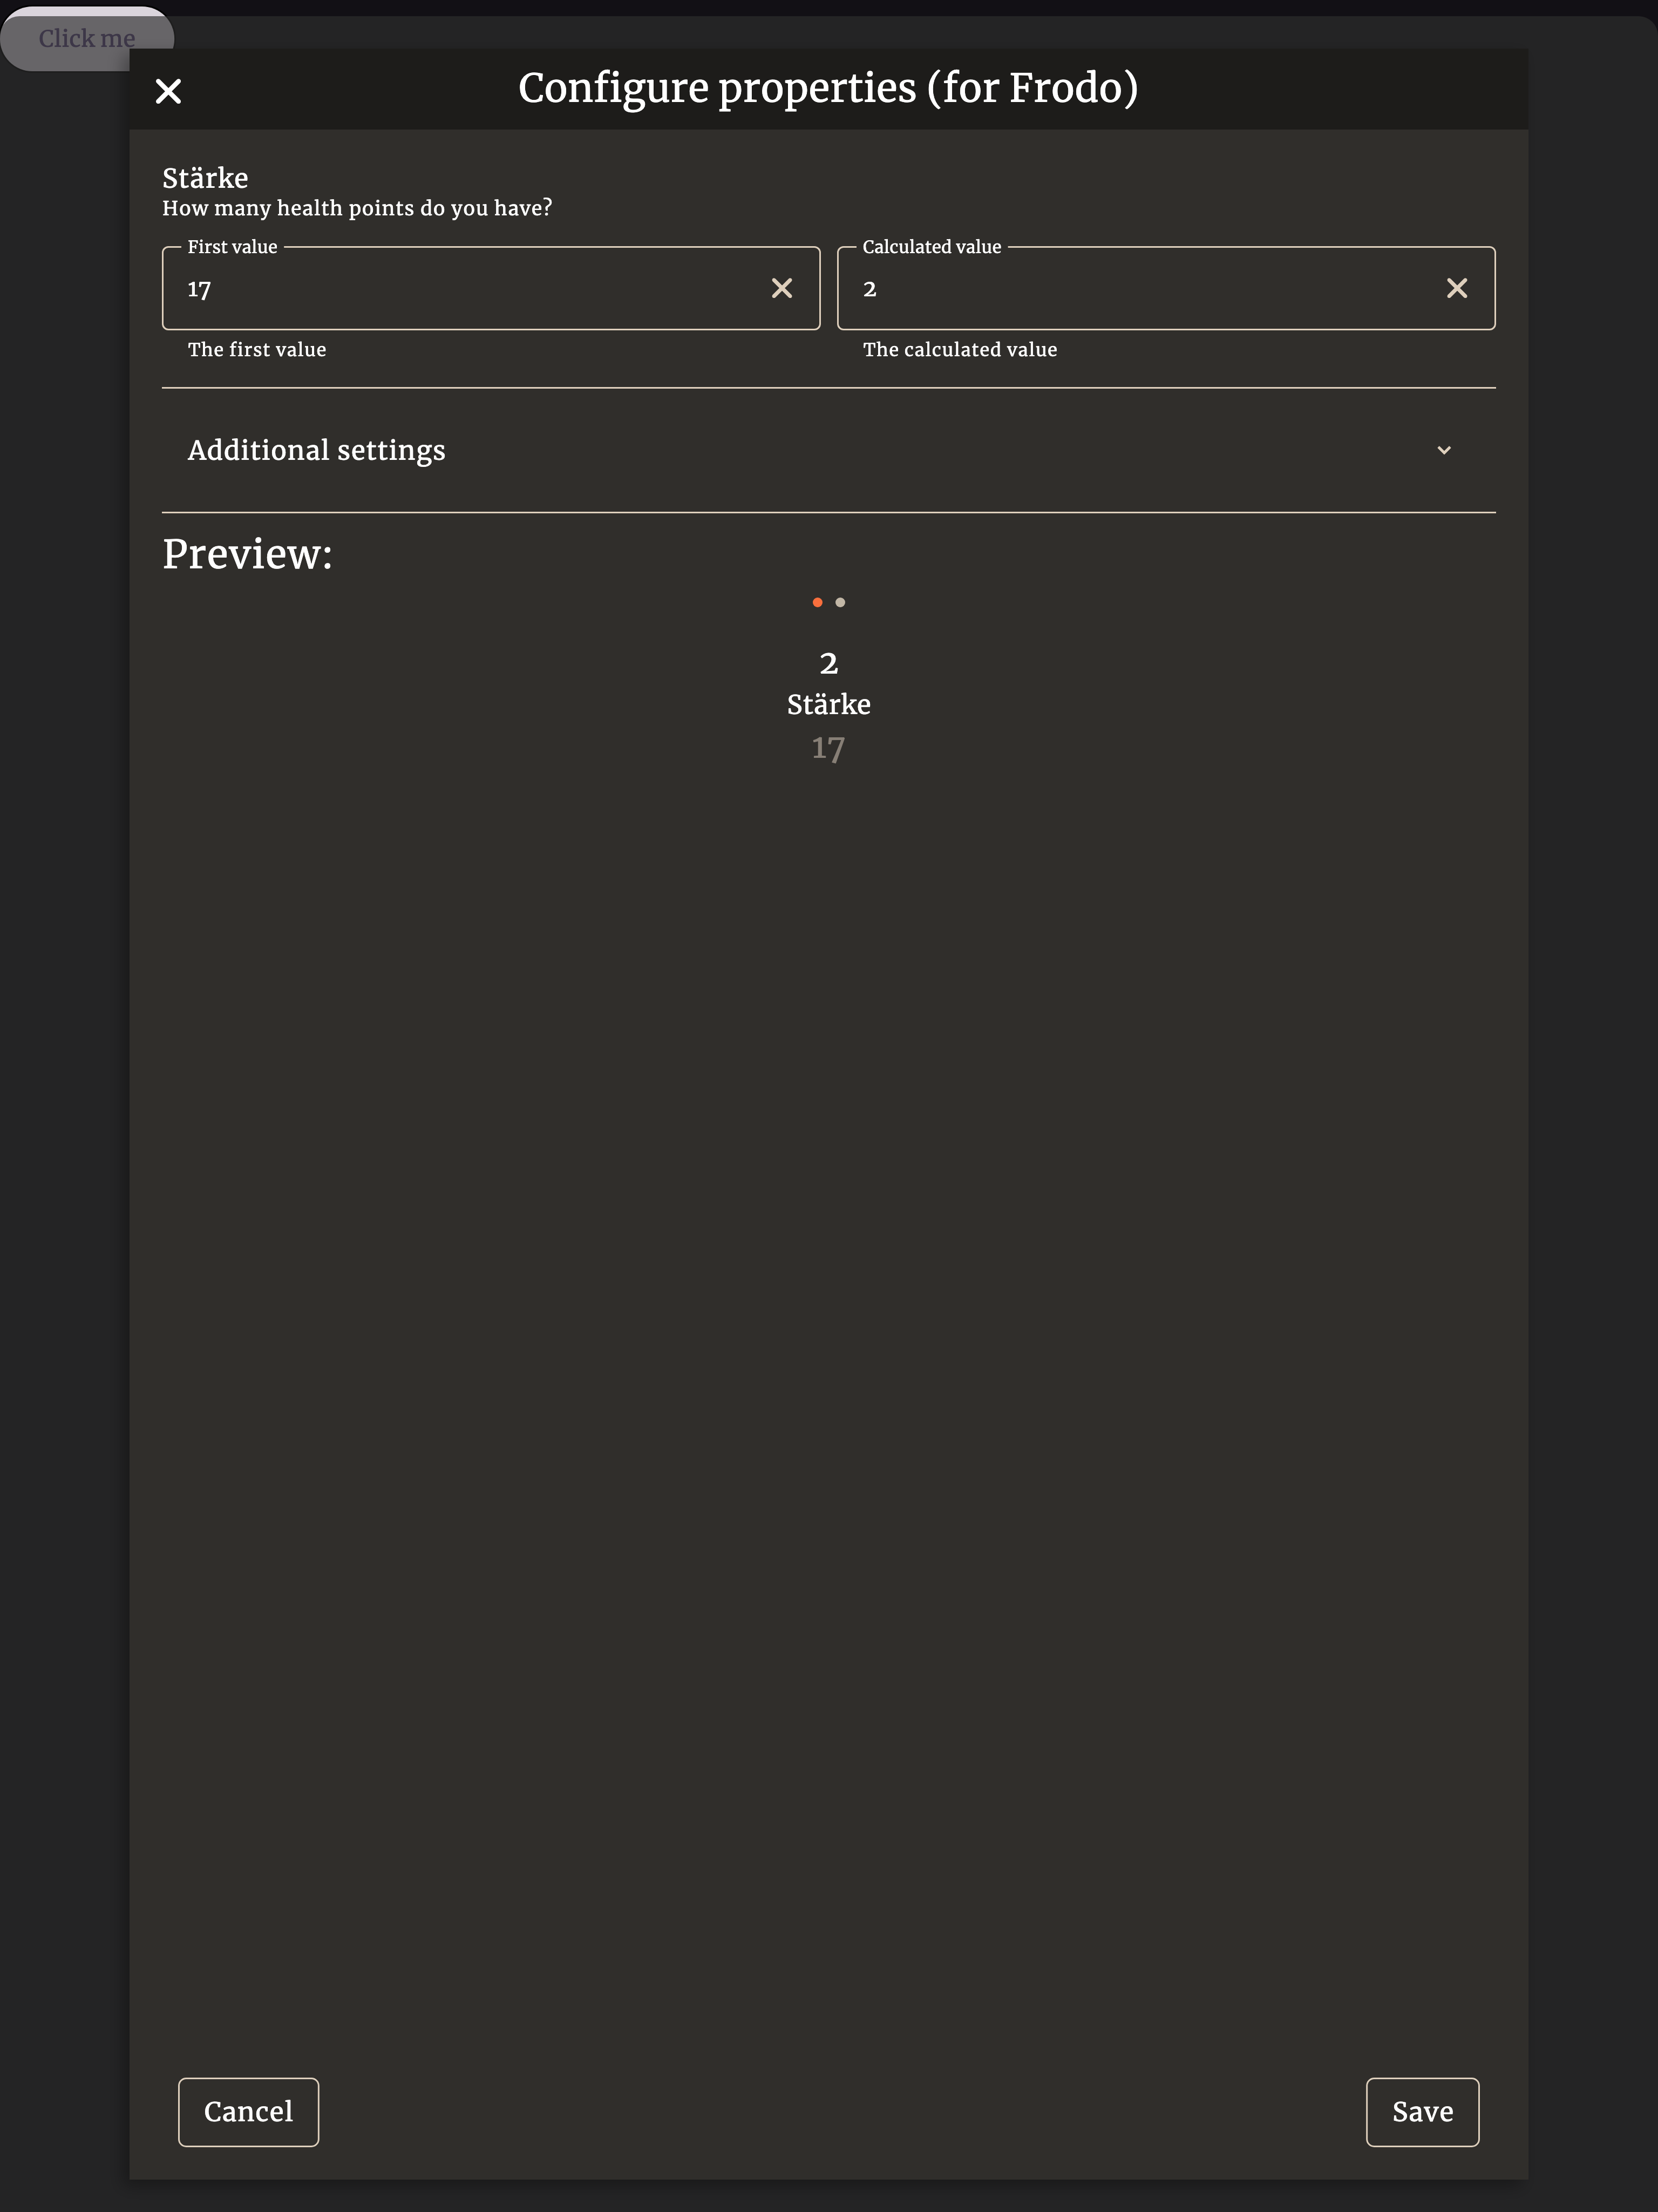 Click me
Configure properties (for Frodo)
Stärke
How many health points do you have?
First value
17
The first value
Calculated value
2
The calculated value
Additional settings
Preview:
2
Stärke
17
Cancel
Save